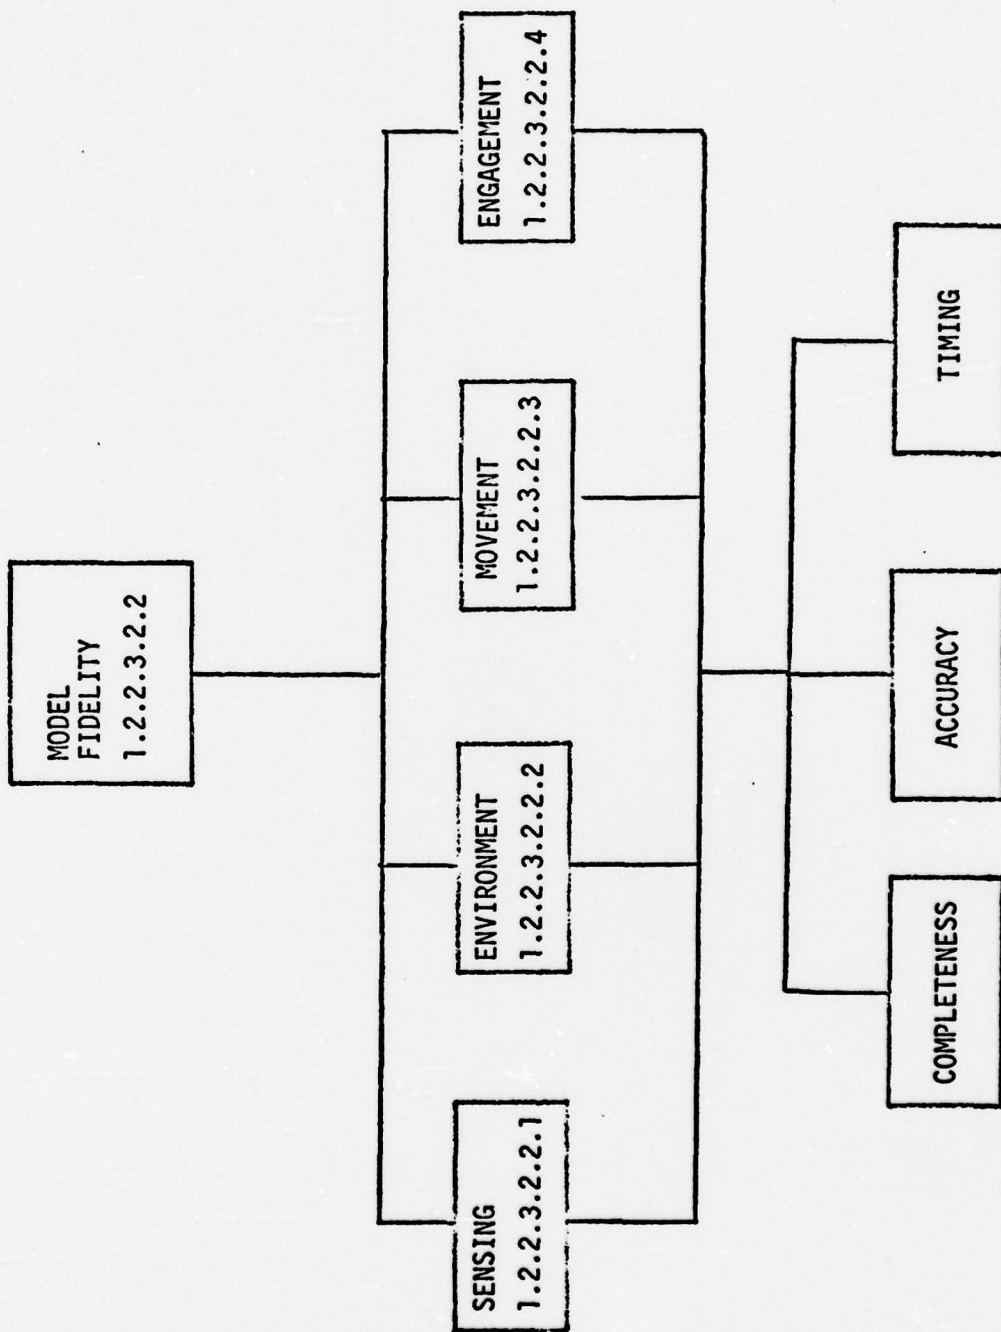 MODEL
FIDELITY
1.2.2.3.2.2
SENSING
1.2.2.3.2.2.1
ENVIRONMENT
1.2.2.3.2.2.2
MOVEMENT
1.2.2.3.2.2.3
ENGAGEMENT
1.2.2.3.2.2.4
COMPLETENESS
ACCURACY
TIMING